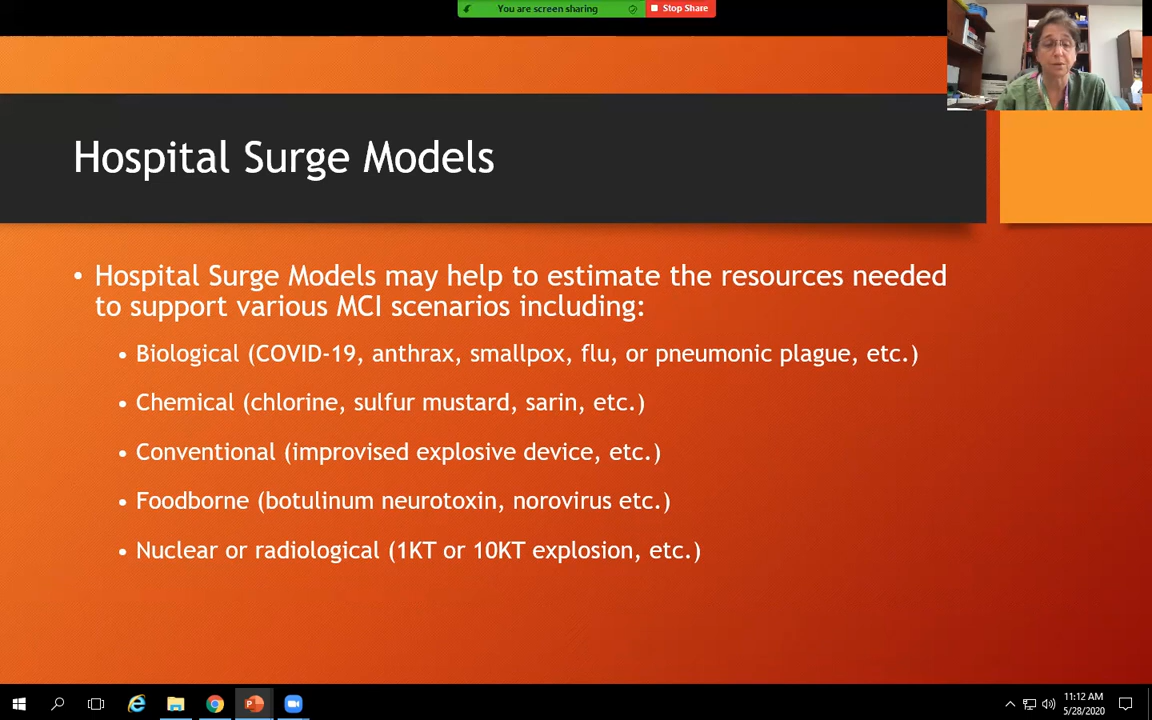 You are screen sharing
Stop Share
Hospital Surge Models
• Hospital Surge Models may help to estimate the resources needed
to support various MCI scenarios including:
• Biological (COVID-19, anthrax, smallpox, flu, or pneumonic plague, etc.)
• Chemical (chlorine, sulfur mustard, sarin, etc.)
• Conventional (improvised explosive device, etc.)
• Foodborne (botulinum neurotoxin, norovirus etc.)
• Nuclear or radiological (1KT or 10KT explosion, etc.)
11:12 AM
5/28/2020